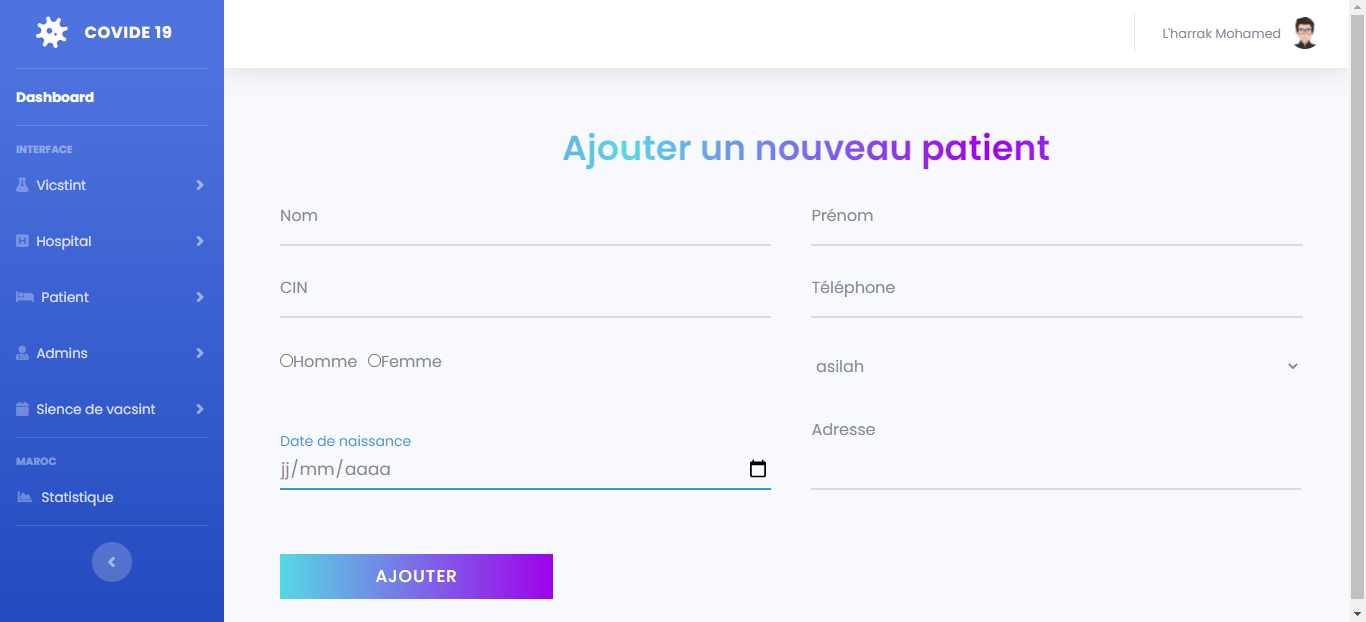 COVIDE 19
L'harrak Mohamed
Dashboard
INTERFACE
Vicstint
Hospital
Patient
Admins
Sience de vacsint
MAROC
Statistique
Ajouter un nouveau patient
Nom
Prénom
CIN
Téléphone
Homme Femme
asilah
Date de naissance
jj/mm/aaaa
Adresse
AJOUTER